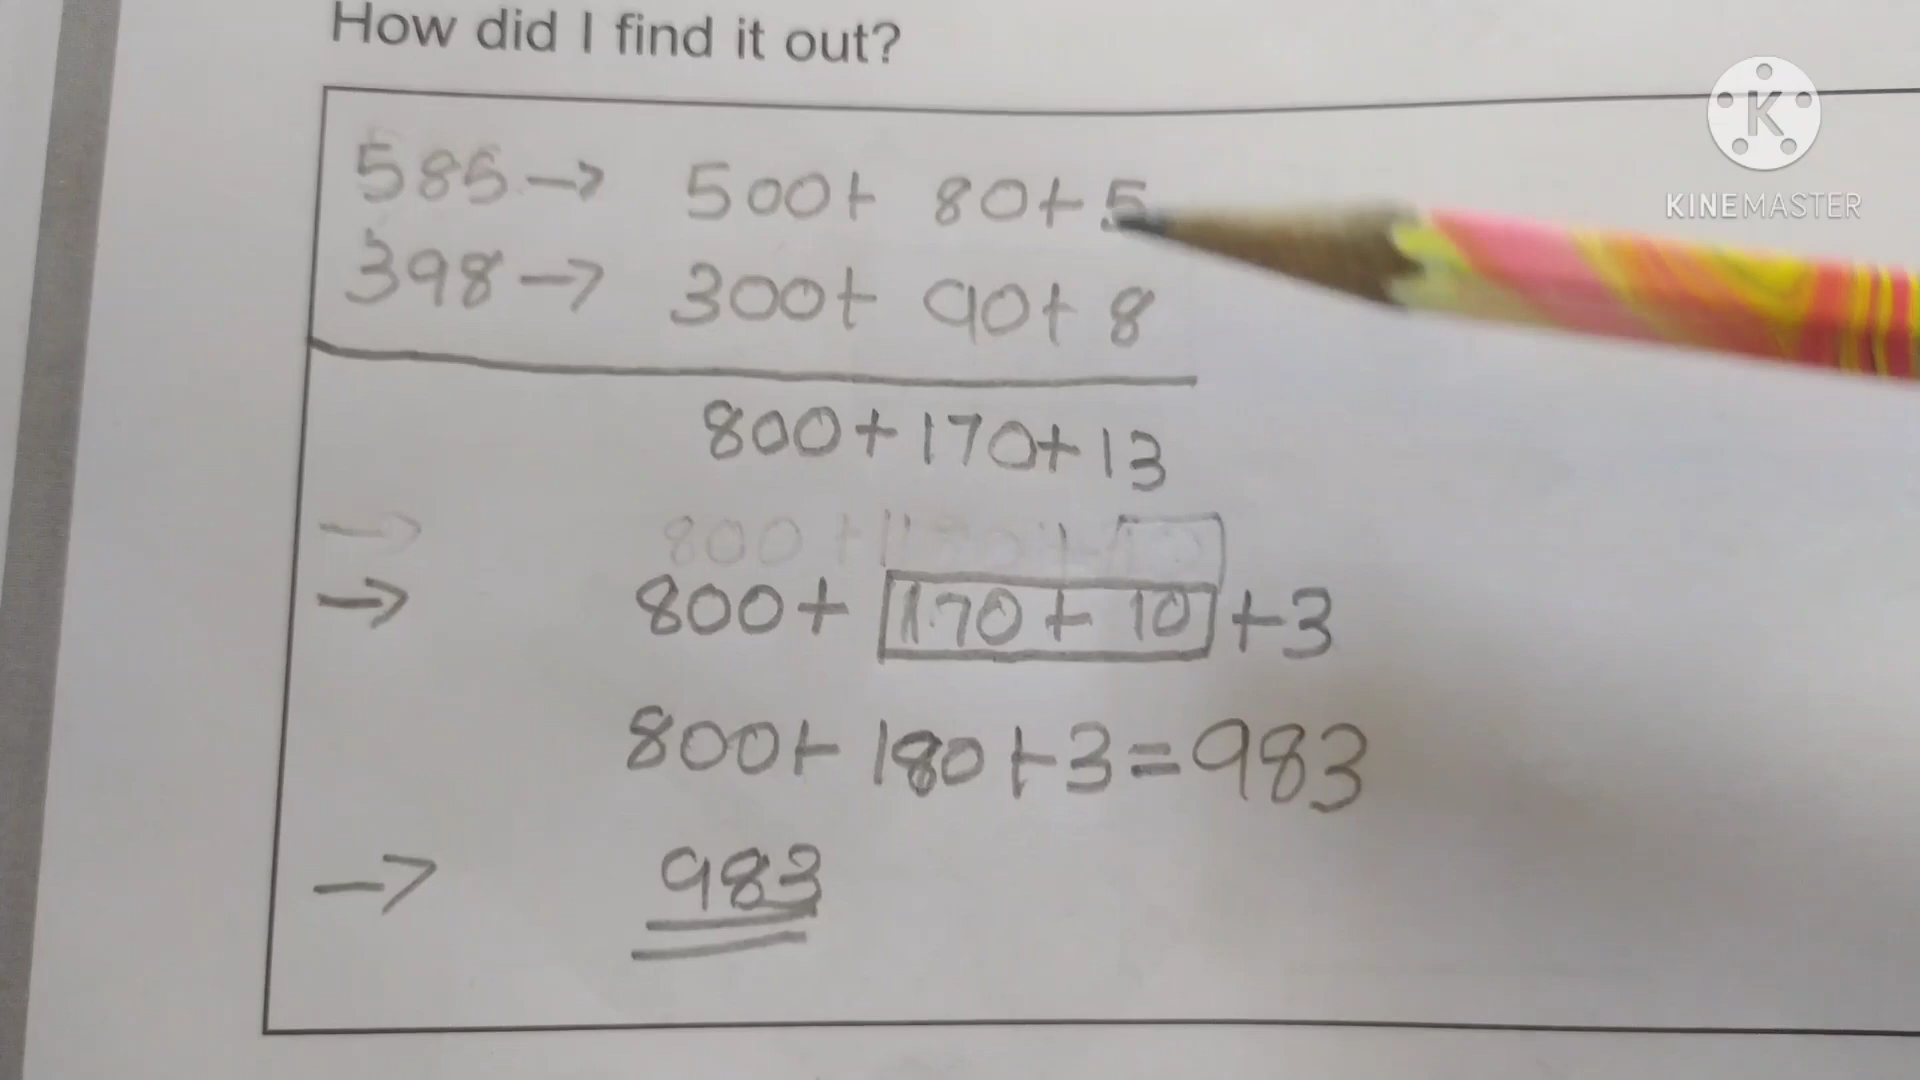 How did I find it out?
K
KINEMASTER
585 → 500+ 80+5
398 → 300+ 90+ 8
800+170+13
→ 800 +
→ 800+ 170 + 10 +3
800+ 180+3=983
→ 983